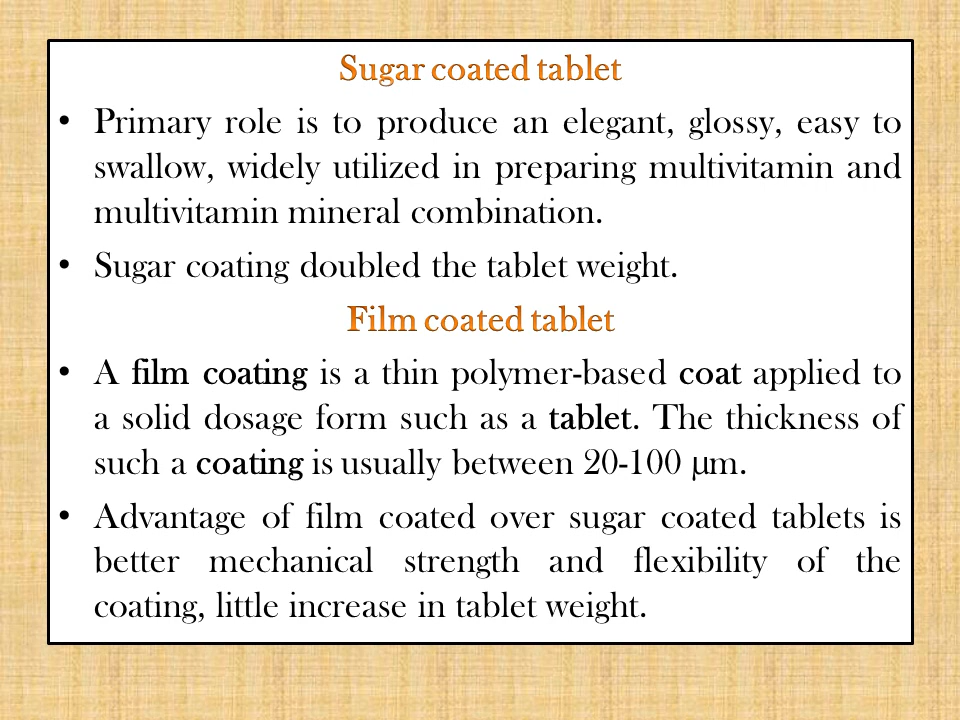 Sugar coated tablet
• Primary role is to produce an elegant, glossy, easy to
swallow, widely utilized in preparing multivitamin and
multivitamin mineral combination.
• Sugar coating doubled the tablet weight.
Film coated tablet
• A film coating is a thin polymer-based coat applied to
a solid dosage form such as a tablet. The thickness of
such a coating is usually between 20-100 µm.
• Advantage of film coated over sugar coated tablets is
better mechanical strength and flexibility of the
coating, little increase in tablet weight.